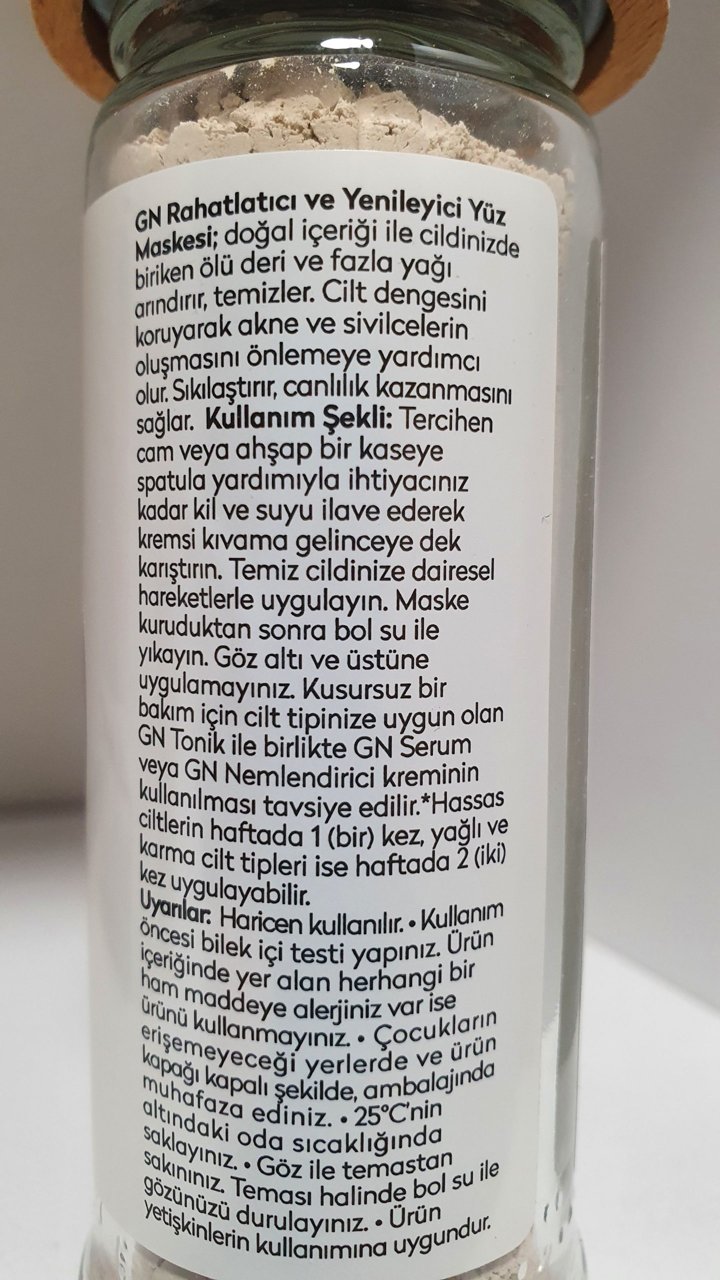 GN Rahatlatıcı ve Yenileyici Yüz
Maskesi; doğal içeriği ile cildinizde
biriken ölü deri ve fazla yağı
arındırır, temizler. Cilt dengesini
koruyarak akne ve sivilcelerin
oluşmasını önlemeye yardımcı
olur. Sıkılaştırır, canlılık kazanmasını
sağlar. Kullanım Şekli: Tercihen
cam veya ahşap bir kaseye
spatula yardımıyla ihtiyacınız
kadar kil ve suyu ilave ederek
kremsi kıvama gelinceye dek
karıştırın. Temiz cildinize dairesel
hareketlerle uygulayın. Maske
kuruduktan sonra bol su ile
yıkayın. Göz altı ve üstüne
uygulamayınız. Kusursuz bir
bakım için cilt tipinize uygun olan
GN Tonik ile birlikte GN Serum
veya GN Nemlendirici kreminin
kullanılması tavsiye edilir.*Hassas
ciltlerin haftada 1 (bir) kez, yağlı ve
karma cilt tipleri ise haftada 2 (iki)
kez uygulayabilir.
Uyarılar: Haricen kullanılır. • Kullanım
öncesi bilek içi testi yapınız. Ürün
içeriğinde yer alan herhangi bir
ham maddeye alerjiniz var ise
ürünü kullanmayınız. • Çocukların
erişemeyeceği yerlerde ve ürün
kapağı kapalı şekilde, ambalajında
muhafaza ediniz. • 25°C'nin
altındaki oda sıcaklığında
saklayınız. • Göz ile temastan
sakınınız. Teması halinde bol su ile
gözünüzü durulayınız. • Ürün
yetişkinlerin kullanımına uygundur.